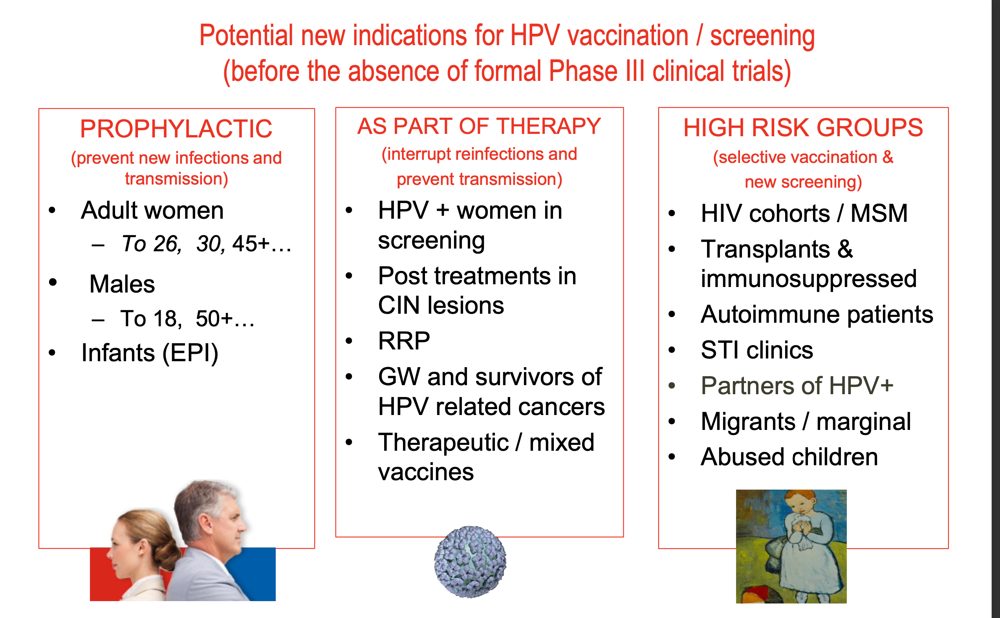 Potential new indications for HPV vaccination / screening
(before the absence of formal Phase III clinical trials)
PROPHYLACTIC
(prevent new infections and
transmission)
• Adult women
– To 26, 30, 45+...
• Males
– To 18, 50+...
• Infants (EPI)
AS PART OF THERAPY
(interrupt reinfections and
prevent transmission)
• HPV + women in
screening
• Post treatments in
CIN lesions
• RRP
• GW and survivors of
HPV related cancers
• Therapeutic / mixed
vaccines
HIGH RISK GROUPS
(selective vaccination &
new screening)
• HIV cohorts / MSM
• Transplants &
immunosuppressed
• Autoimmune patients
• STI clinics
• Partners of HPV+
• Migrants / marginal
• Abused children